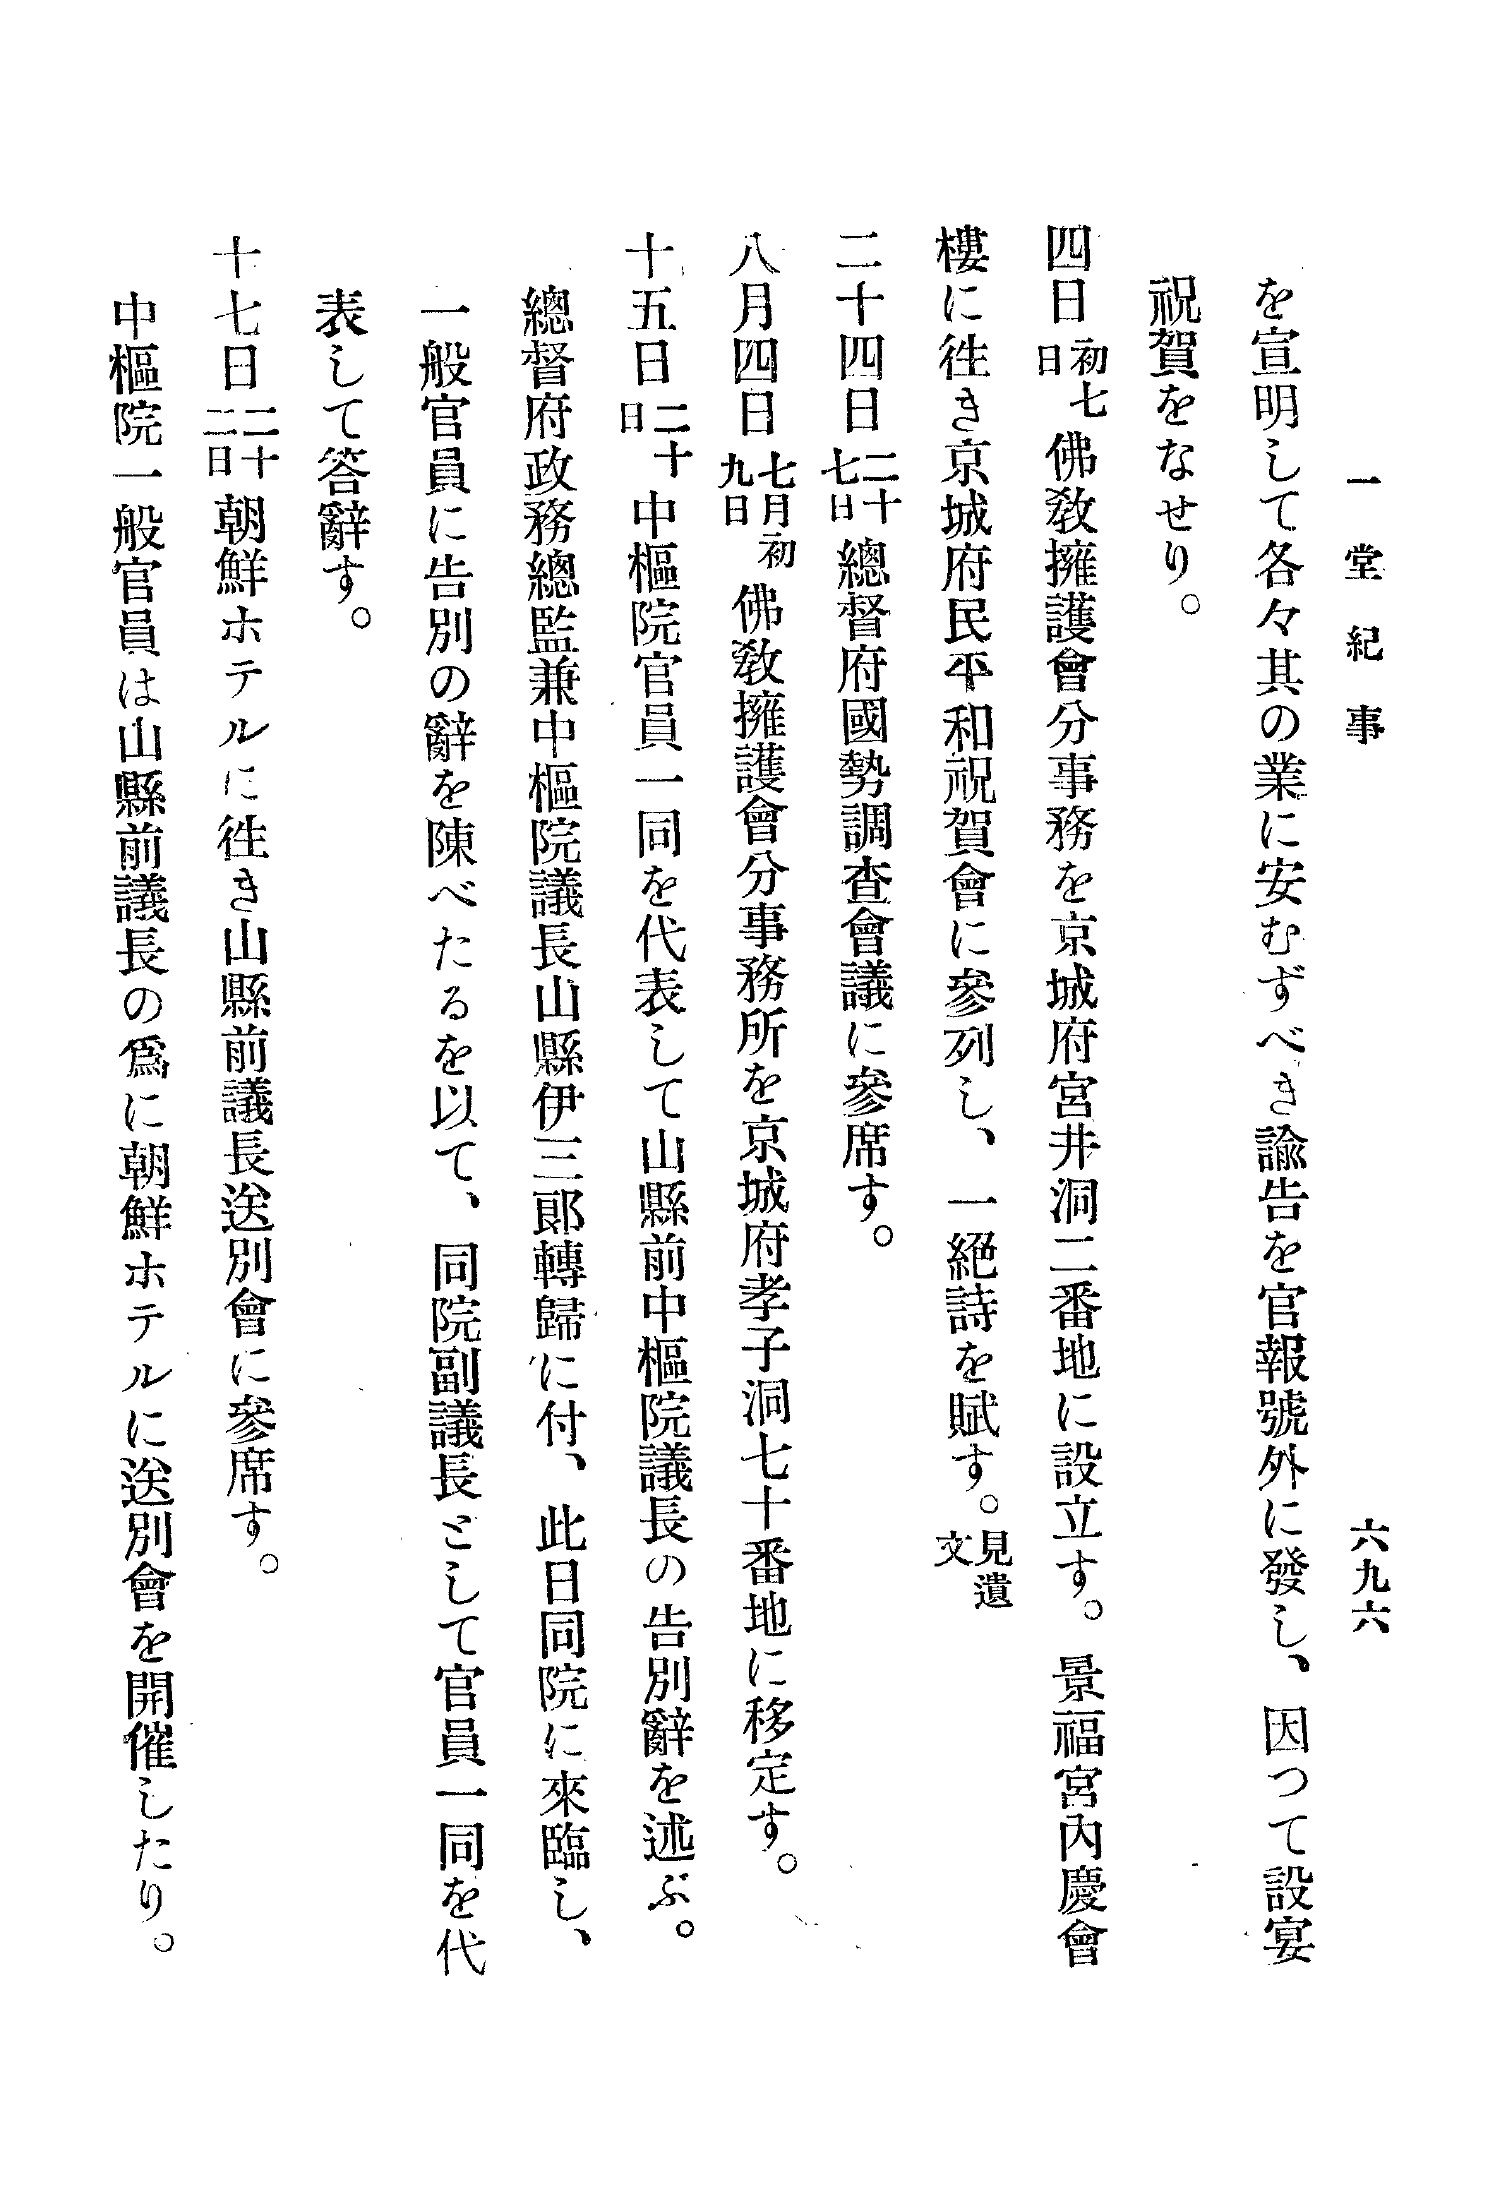 一堂紀事　六九六
を宣明して各々其の業に安むずべき諭告を官報號外に發し、因つて設宴
祝賀をなせり。
四日初七日佛敎擁護會分事務を京城府宮井洞二番地に設立す。景福宮內慶會
樓に徃き京城府民平和祝賀會に參列し、一絕詩を賦す。見遺文
二十四日二十七日總督府國勢調査會議に參席す。
八月四日七月初九日佛敎擁護會分事務所を京城府孝子洞七十番地に移定す。
十五日二十日中樞院官員一同を代表して山縣前中樞院議長の告別辭を述ぶ。
總督府政務總監兼中樞院議長山縣伊三郞轉歸に付、此日同院に來臨し、
一般官員に告別の辭を陳べたるを以て、同院副議長として官員一同を代
表して答辭す。
十七日二十二日朝鮮ホテルに徃き山縣前議長送別會に參席す。
中樞院一般官員は山縣前議長の爲に朝鮮ホテルに送別會を開催したり。